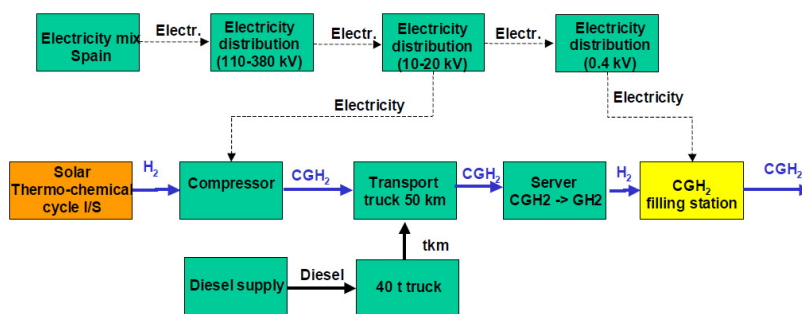 Electricity mix
Spain
Electr.
Electricity
distribution
(110-380 kV)
Electr.
Electricity
distribution
(10-20 kV)
Electr.
Electricity
distribution
(0.4 kV)
Electricity
Electricity
Solar
Thermo-chemical
cycle I/S
H₂
Compressor
CGH₂
Transport
truck 50 km
CGH₂
Server
CGH2 -> GH2
H₂
CGH₂
filling station
CGH₂
tkm
Diesel supply
Diesel
40 t truck